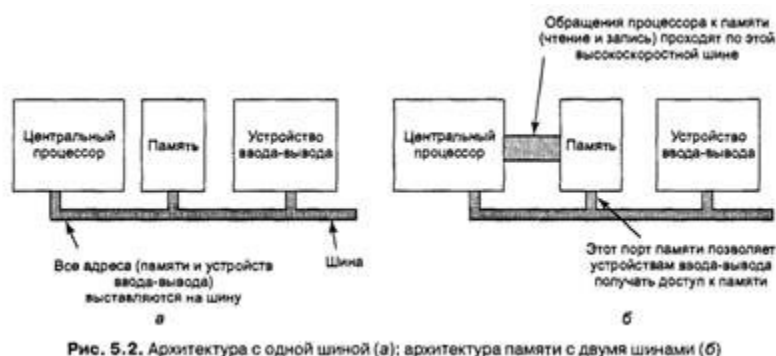 Обращения процессора к памяти
(чтение и запись) проходят по этой
высокоскоростной шине
Центральный
процессор
Память
Устройство
ввода-вывода
Центральный
процессор
Память
Устройство
ввода-вывода
Все адреса (памяти и устройств
ввода-вывода)
выставляются на шину
Шина
Этот порт памяти позволяет
устройствам ввода-вывода
получать доступ к памяти
а
б
Рис. 5.2. Архитектура с одной шиной (а); архитектура памяти с двумя шинами (б)